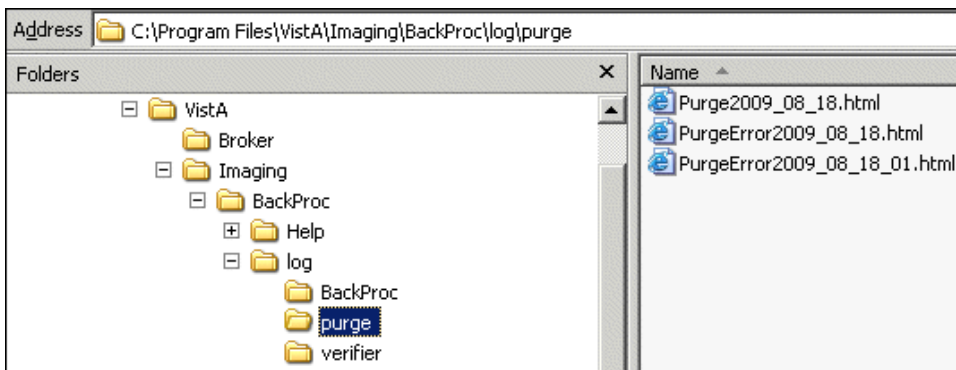 Address C:\Program Files\VistA\Imaging\BackProc\log\purge
Folders
VistA
Broker
Imaging
BackProc
Help
log
BackProc
purge
verifier
Name
Purge2009_08_18.html
PurgeError2009_08_18.html
PurgeError2009_08_18_01.html